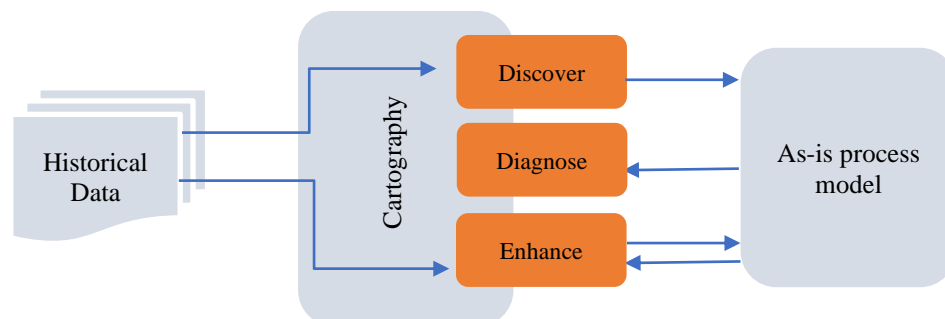 Historical
Data
Cartography
Discover
Diagnose
Enhance
As-is process
model